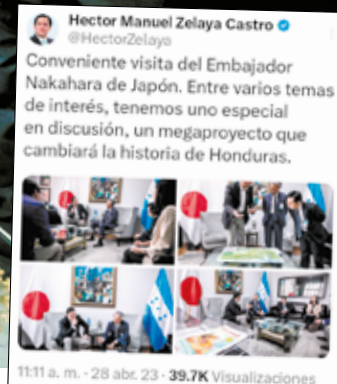 Hector Manuel Zelaya Castro
@HectorZelaya
Conveniente visita del Embajador
Nakahara de Japón. Entre varios temas
de interés, tenemos uno especial
en discusión, un megaproyecto que
cambiará la historia de Honduras.
11:11 a. m. · 28 abr. 23 · 39.7K Visualizaciones